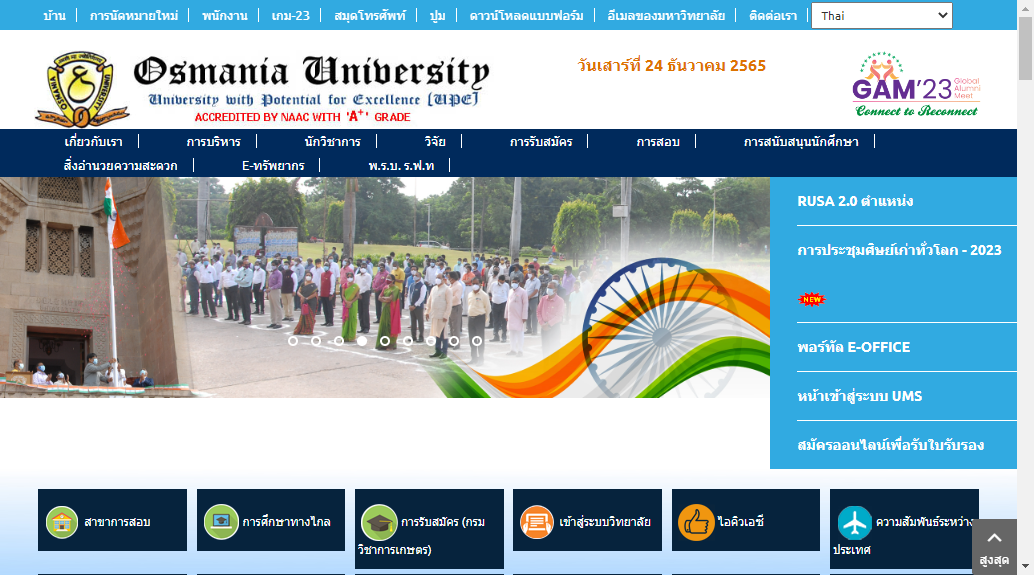 บ้าน การนัดหมายใหม่ พนักงาน เกม-23 สมุดโทรศัพท์ ปูม ดาวน์โหลดแบบฟอร์ม อีเมลของมหาวิทยาลัย ติดต่อเรา Thai
Osmania University
University with Potential for Excellence [UPE]
ACCREDITED BY NAAC WITH 'A+' GRADE
วันเสาร์ที่ 24 ธันวาคม 2565
GAM'23 Global Alumni Meet
Connect to Reconnect
เกี่ยวกับเรา การบริหาร นักวิชาการ วิจัย การรับสมัคร การสอบ การสนับสนุนนักศึกษา
สิ่งอำนวยความสะดวก E-ทรัพยากร พ.ร.บ. ร.ฟ.ท
RUSA 2.0 ตำแหน่ง
การประชุมศิษย์เก่าทั่วโลก - 2023
NEW
พอร์ทัล E-OFFICE
หน้าเข้าสู่ระบบ UMS
สมัครออนไลน์เพื่อรับใบรับรอง
สาขาการสอบ
การศึกษาทางไกล
การรับสมัคร (กรม
วิชาการเกษตร)
เข้าสู่ระบบวิทยาลัย
ไอคิวเอซี
ความสัมพันธ์ระหว่าง
ประเทศ
สูงสุด